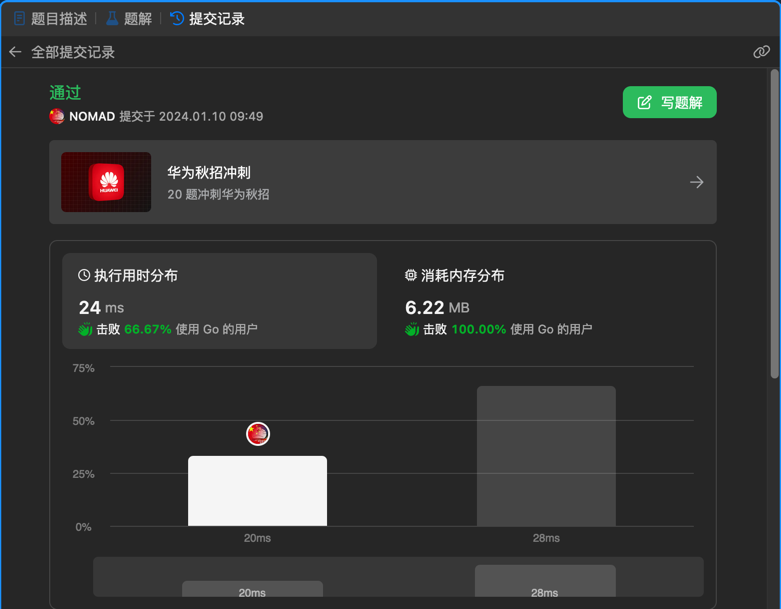 题目描述 题解 提交记录
全部提交记录
通过
NOMAD 提交于 2024.01.10 09:49
写题解
HUAWEI
华为秋招冲刺
20 题冲刺华为秋招
执行用时分布
24 ms
击败 66.67% 使用 Go 的用户
消耗内存分布
6.22 MB
击败 100.00% 使用 Go 的用户
75%
50%
25%
0%
20ms 28ms
20ms 28ms